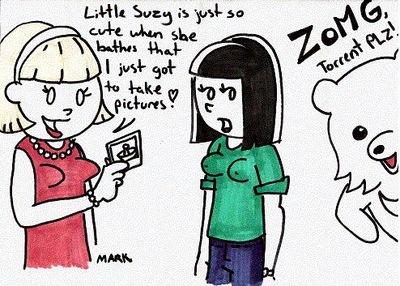 Little Suzy is just so
cute when she
bathes that
I just got
to take
pictures! ♡
ZOMG,
Torrent PLZ!
MARK